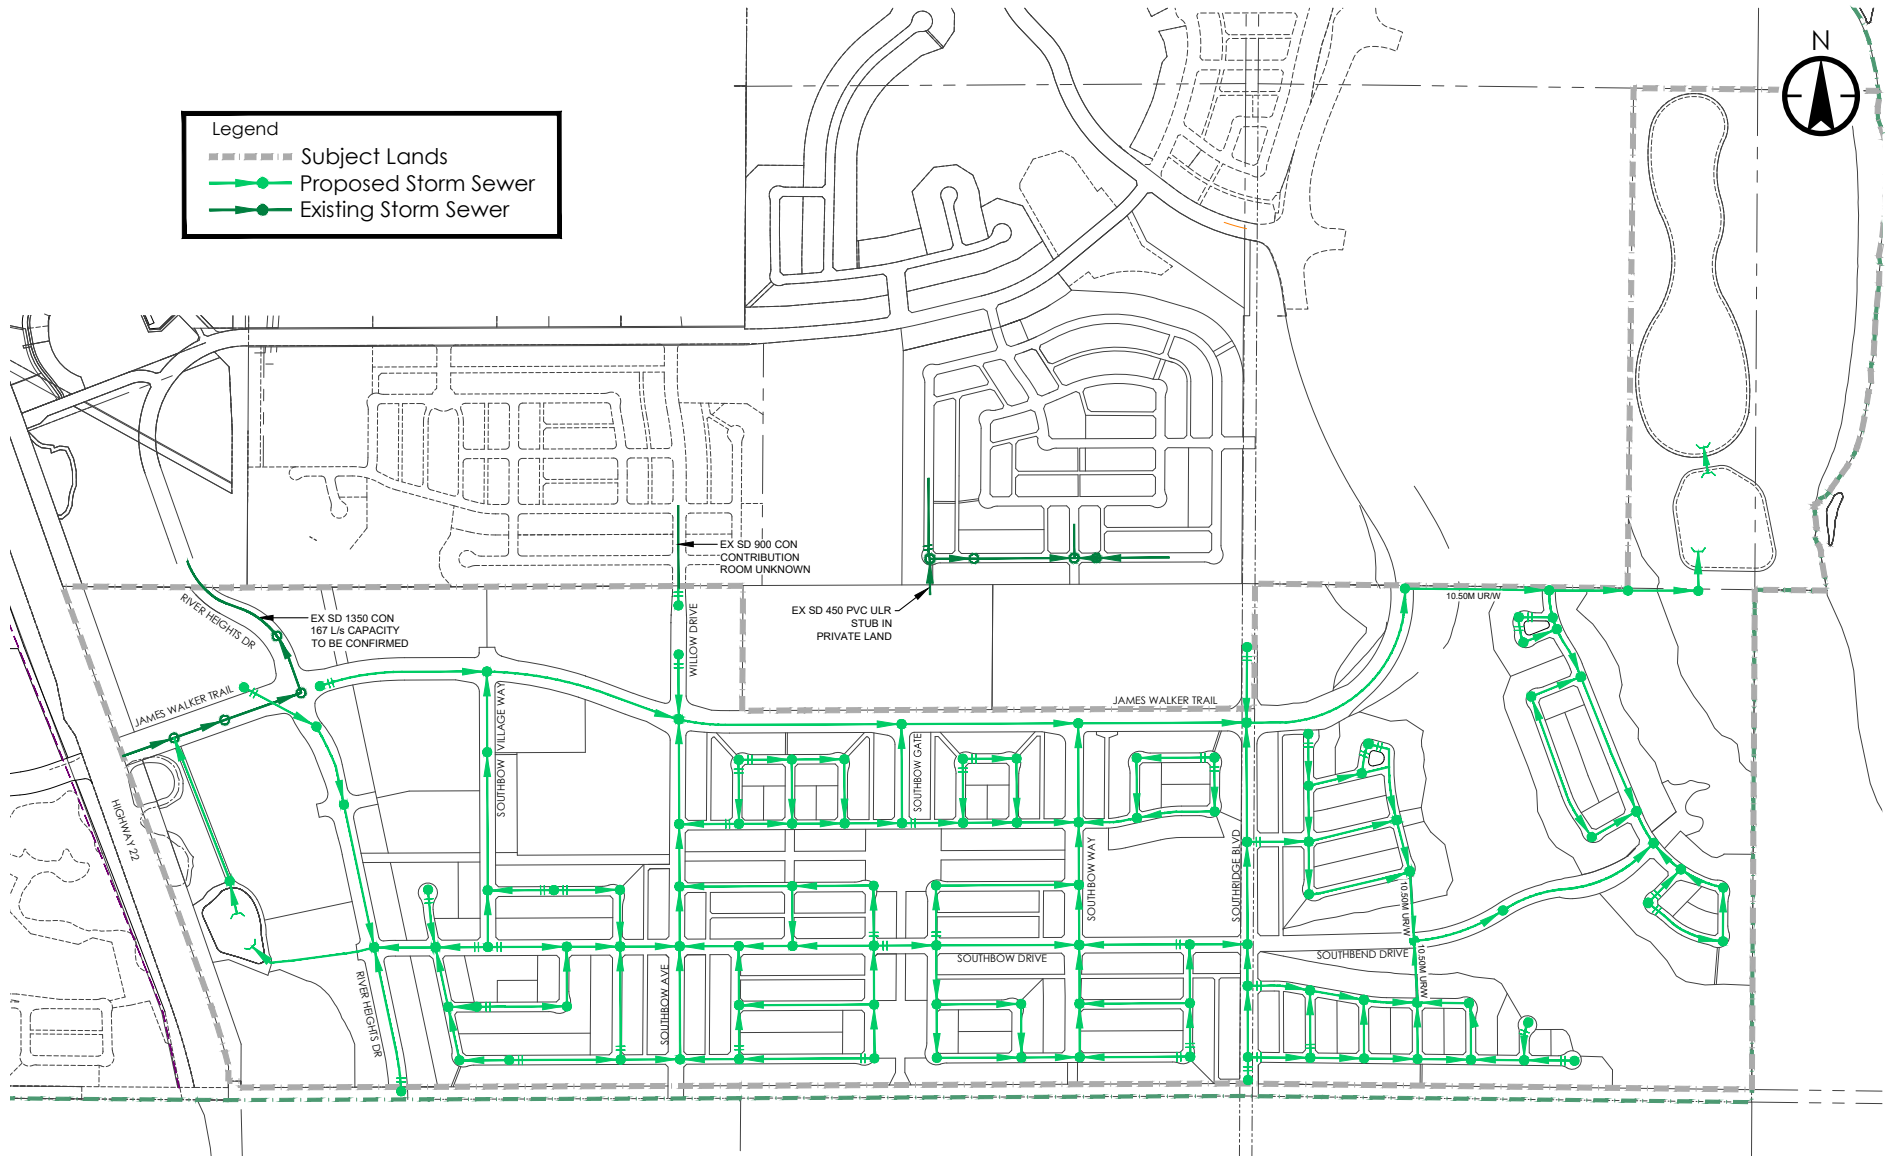 N
Legend
Subject Lands
Proposed Storm Sewer
Existing Storm Sewer
EX SD 900 CON
CONTRIBUTION
ROOM UNKNOWN
EX SD 450 PVC ULR
STUB IN
PRIVATE LAND
RIVER HEIGHTS DR
EX SD 1350 CON
167 L/s CAPACITY
TO BE CONFIRMED
WILLOW DRIVE
10.50M UR/W
JAMES WALKER TRAIL
JAMES WALKER TRAIL
SOUTHBOW VILLAGE WAY
SOUTHBOW GATE
HIGHWAY 22
SOUTHBOW WAY
SOUTHRIDGE BLVD
10.50M UR/W
SOUTHBOW DRIVE
SOUTHBEND DRIVE
10.50M UR/W
RIVER HEIGHTS DR
SOUTHBOW AVE